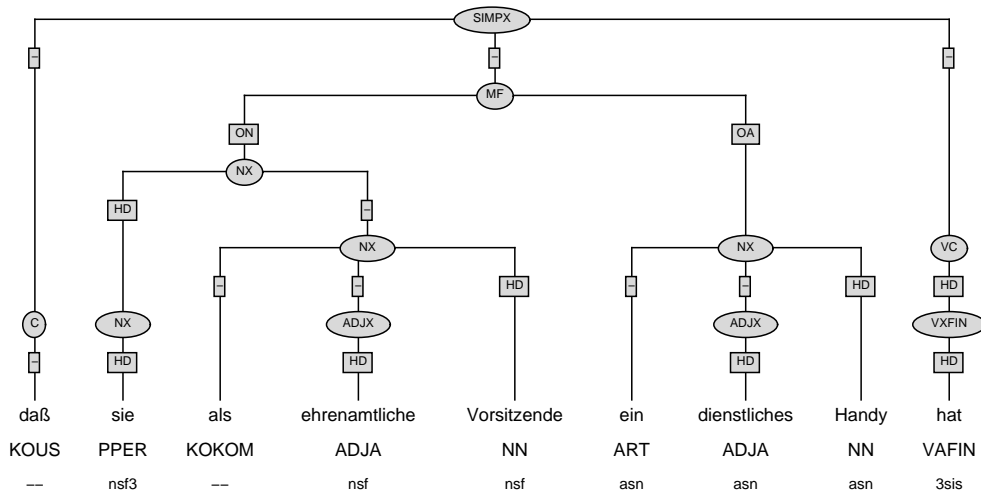 SIMPX
– – –
MF
ON OA
NX
HD –
NX NX VC
– – HD – – HD HD
C NX ADJX ADJX VXFIN
– HD HD HD HD
daß sie als ehrenamtliche Vorsitzende ein dienstliches Handy hat
KOUS PPER KOKOM ADJA NN ART ADJA NN VAFIN
–– nsf3 –– nsf nsf asn asn asn 3sis